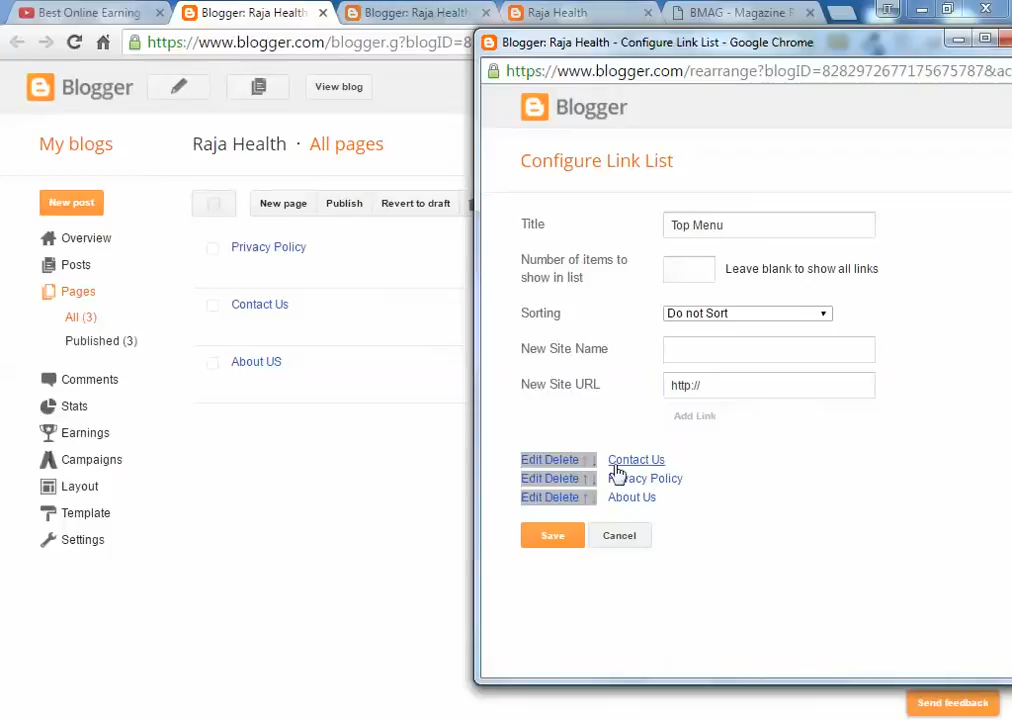 Best Online Earning
Blogger: Raja Health
Blogger: Raja Health
Raja Health
BMAG - Magazine R
https://www.blogger.com/blogger.g?blogID=8
Blogger: Raja Health - Configure Link List - Google Chrome
https://www.blogger.com/rearrange?blogID=8282972677175675787&ac
Blogger
View blog
Blogger
My blogs
Raja Health · All pages
Configure Link List
New post
New page
Publish
Revert to draft
Overview
Posts
Pages
All (3)
Published (3)
Comments
Stats
Earnings
Campaigns
Layout
Template
Settings
Privacy Policy
Contact Us
About US
Title
Top Menu
Number of items to
show in list
Leave blank to show all links
Sorting
Do not Sort
New Site Name
New Site URL
http://
Add Link
Edit Delete ↑ ↓ Contact Us
Edit Delete ↑ ↓ Privacy Policy
Edit Delete ↑ ↓ About Us
Save
Cancel
Send feedback